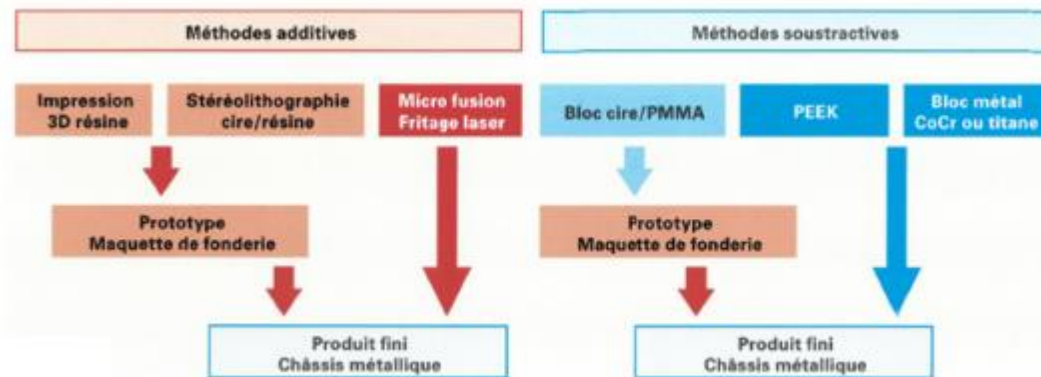 Méthodes additives
Méthodes soustractives
Impression
3D résine
Stéréolithographie
cire/résine
Micro fusion
Fritage laser
Bloc cire/PMMA
PEEK
Bloc métal
CoCr ou titane
Prototype
Maquette de fonderie
Prototype
Maquette de fonderie
Produit fini
Châssis métallique
Produit fini
Châssis métallique